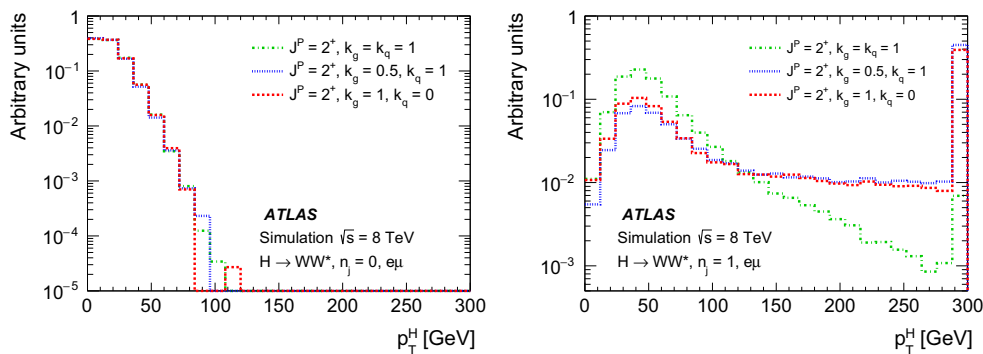 Arbitrary units
1
10⁻¹
10⁻²
10⁻³
10⁻⁴
10⁻⁵
J^P = 2⁺, k_g = k_q = 1
J^P = 2⁺, k_g = 0.5, k_q = 1
J^P = 2⁺, k_g = 1, k_q = 0
ATLAS
Simulation √s = 8 TeV
H → WW*, n_j = 0, eμ
0 50 100 150 200 250 300
p_T^H [GeV]
Arbitrary units
1
10⁻¹
10⁻²
10⁻³
J^P = 2⁺, k_g = k_q = 1
J^P = 2⁺, k_g = 0.5, k_q = 1
J^P = 2⁺, k_g = 1, k_q = 0
ATLAS
Simulation √s = 8 TeV
H → WW*, n_j = 1, eμ
0 50 100 150 200 250 300
p_T^H [GeV]